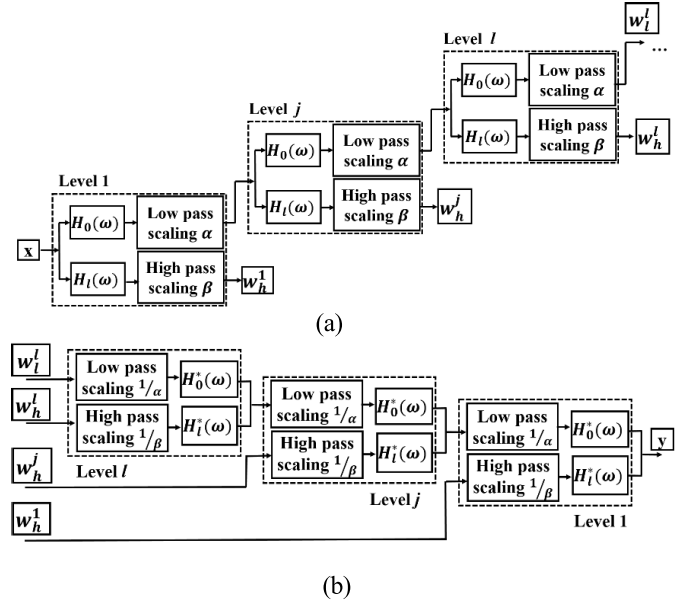 w_l^l
Level l
...
H_0(ω)
Low pass
scaling α
H_l(ω)
High pass
scaling β
w_h^l
Level j
H_0(ω)
Low pass
scaling α
H_l(ω)
High pass
scaling β
w_h^j
Level 1
H_0(ω)
Low pass
scaling α
x
H_l(ω)
High pass
scaling β
w_h^1
(a)
w_l^l
Low pass
scaling 1/α
H_0^*(ω)
w_h^l
High pass
scaling 1/β
H_l^*(ω)
Level l
Low pass
scaling 1/α
H_0^*(ω)
w_h^j
High pass
scaling 1/β
H_l^*(ω)
Level j
Low pass
scaling 1/α
H_0^*(ω)
y
w_h^1
High pass
scaling 1/β
H_l^*(ω)
Level 1
(b)